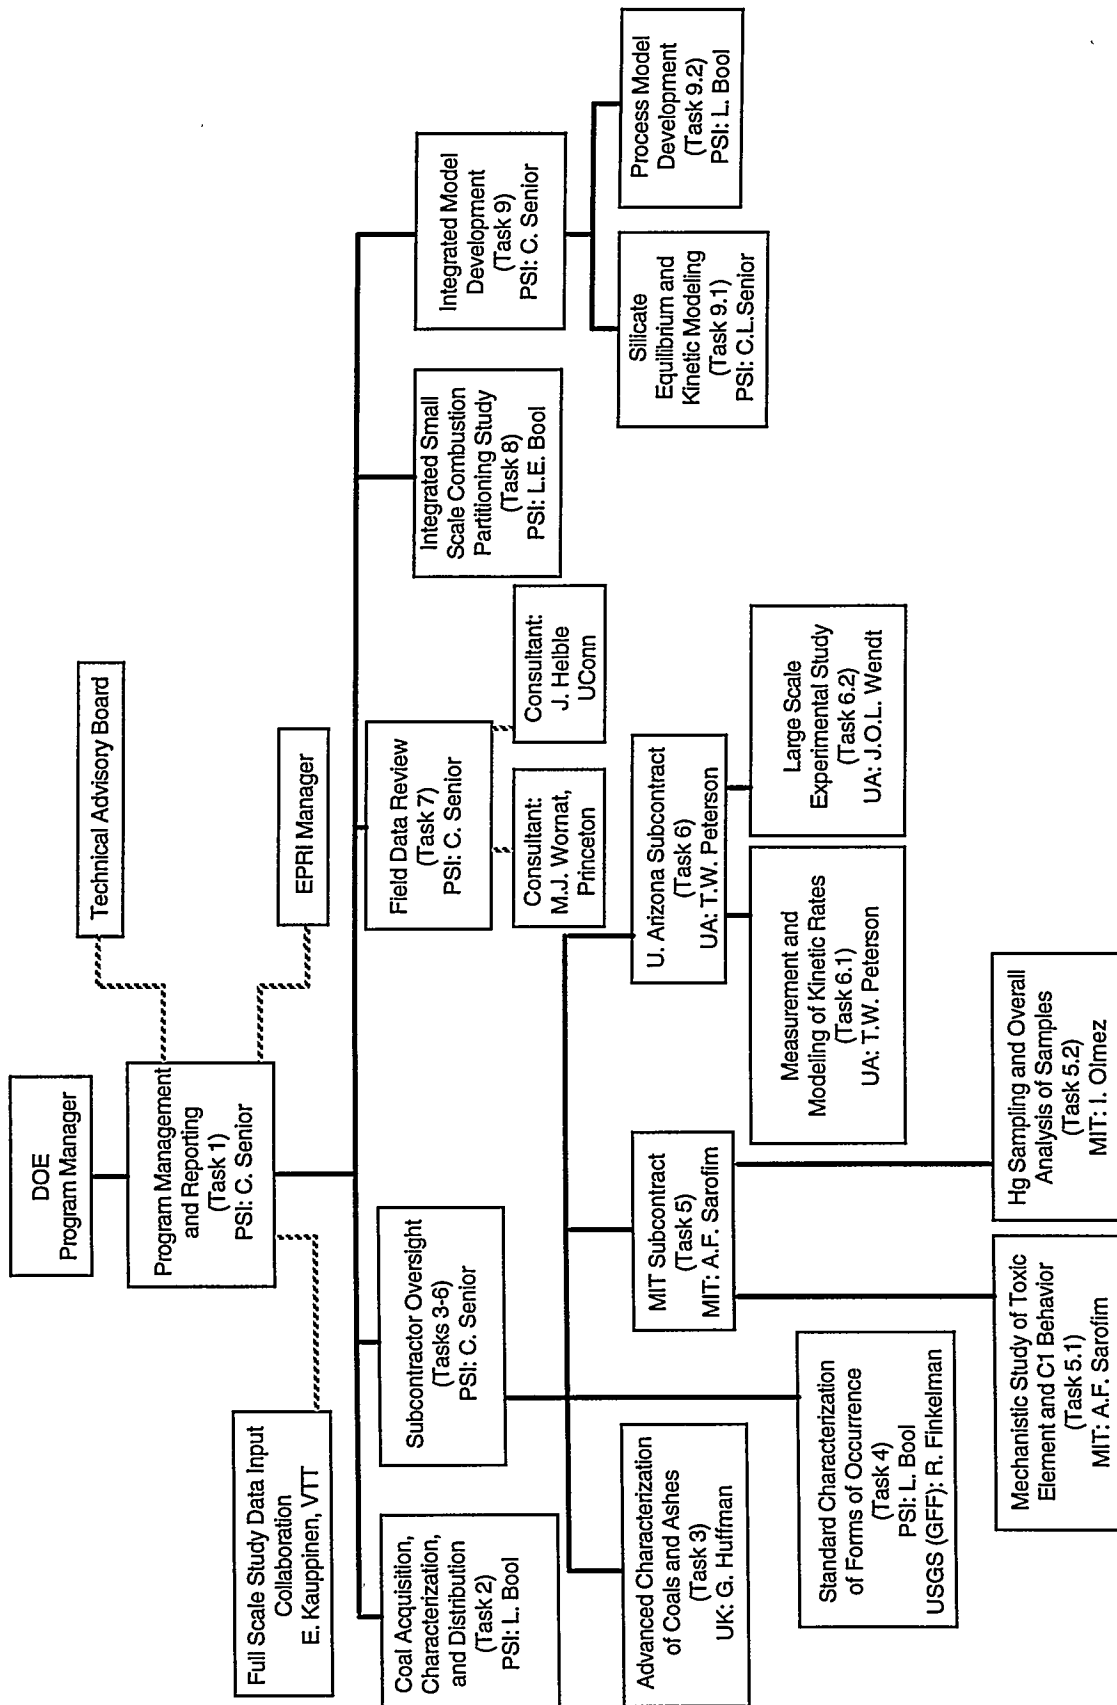 DOE
Program Manager
Technical Advisory Board
Program Management
and Reporting
(Task 1)
PSI: C. Senior
EPRI Manager
Full Scale Study Data Input
Collaboration
E. Kauppinen, VTT
Coal Acquisition,
Characterization,
and Distribution
(Task 2)
PSI: L. Bool
Subcontractor Oversight
(Tasks 3-6)
PSI: C. Senior
Field Data Review
(Task 7)
PSI: C. Senior
Integrated Small
Scale Combustion
Partitioning Study
(Task 8)
PSI: L.E. Bool
Integrated Model
Development
(Task 9)
PSI: C. Senior
Consultant:
M.J. Wornat,
Princeton
Consultant:
J. Helble
UConn
Silicate
Equilibrium and
Kinetic Modeling
(Task 9.1)
PSI: C.L.Senior
Process Model
Development
(Task 9.2)
PSI: L. Bool
Advanced Characterization
of Coals and Ashes
(Task 3)
UK: G. Huffman
MIT Subcontract
(Task 5)
MIT: A.F. Sarofim
U. Arizona Subcontract
(Task 6)
UA: T.W. Peterson
Measurement and
Modeling of Kinetic Rates
(Task 6.1)
UA: T.W. Peterson
Large Scale
Experimental Study
(Task 6.2)
UA: J.O.L. Wendt
Standard Characterization
of Forms of Occurrence
(Task 4)
PSI: L. Bool
USGS (GFF): R. Finkelman
Mechanistic Study of Toxic
Element and C1 Behavior
(Task 5.1)
MIT: A.F. Sarofim
Hg Sampling and Overall
Analysis of Samples
(Task 5.2)
MIT: I. Olmez